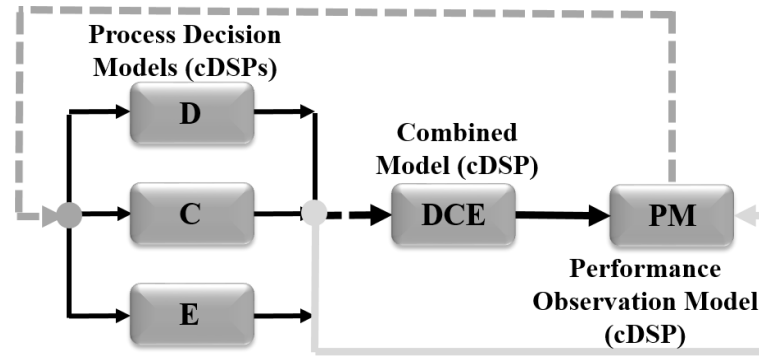 Process Decision
Models (cDSPs)
D
C
E
Combined
Model (cDSP)
DCE
PM
Performance
Observation Model
(cDSP)